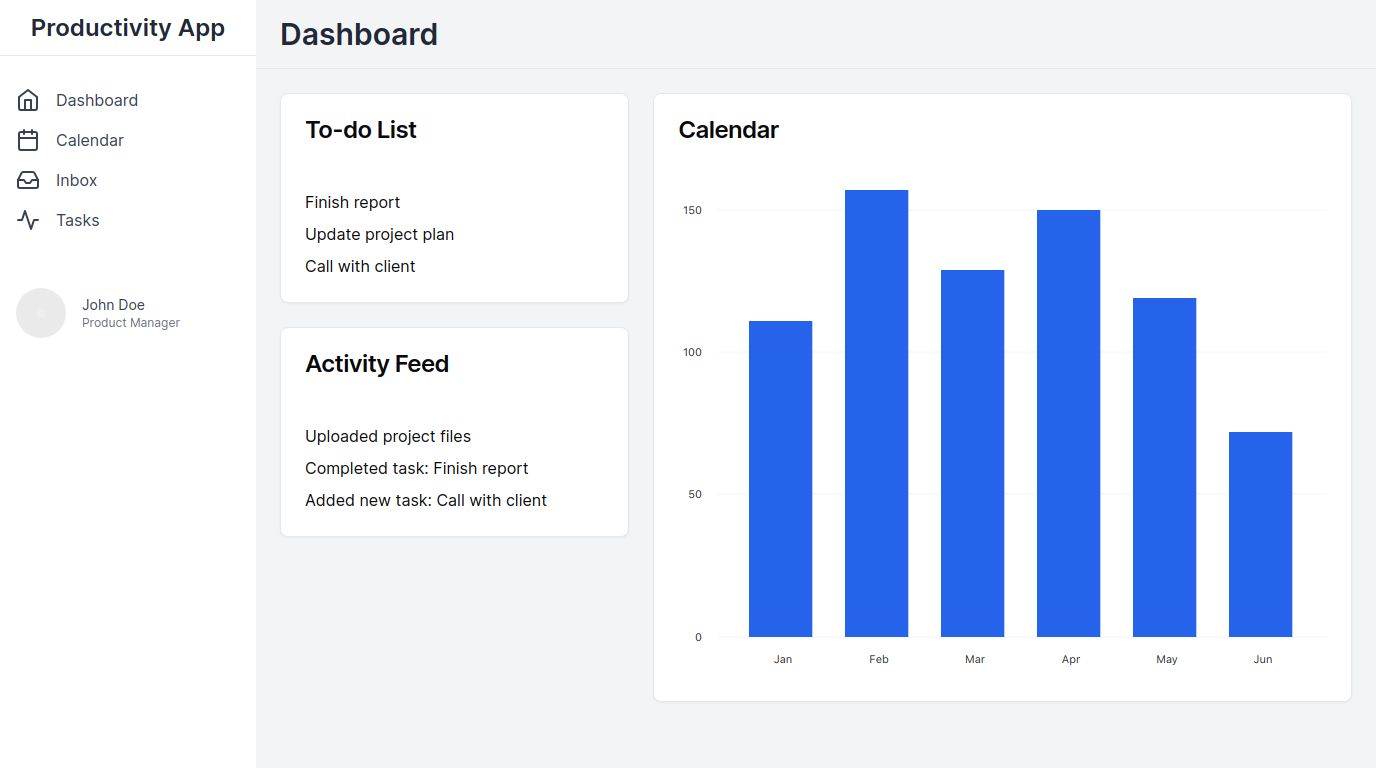 Productivity App
Dashboard
Calendar
Inbox
Tasks
John Doe
Product Manager
Dashboard
To-do List
Finish report
Update project plan
Call with client
Activity Feed
Uploaded project files
Completed task: Finish report
Added new task: Call with client
Calendar
150
100
50
0
Jan Feb Mar Apr May Jun